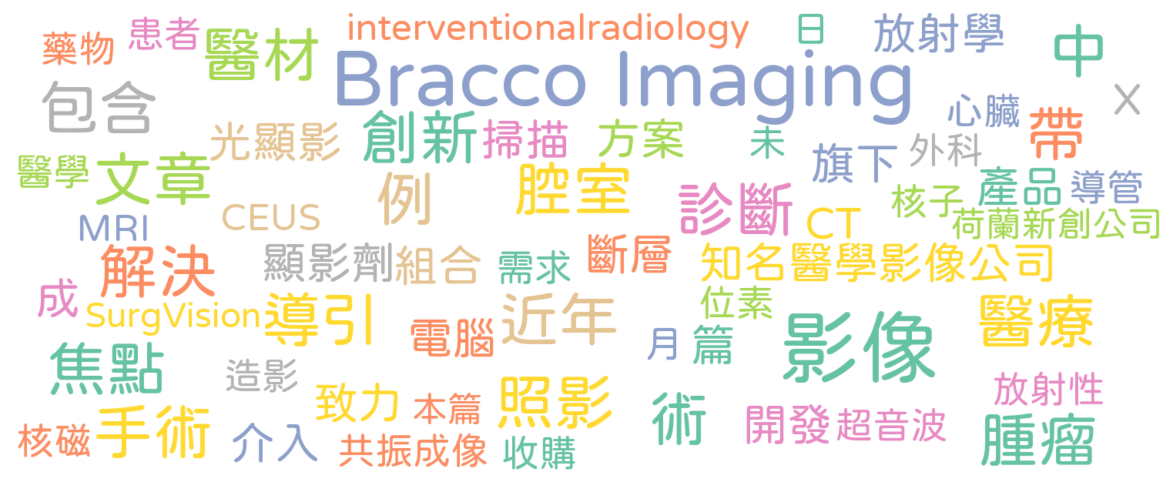 interventionalradiology
日
放射學
患者
藥物
醫材
中
Bracco Imaging
包含
X
心臟
帶
光顯影
創新
掃描
方案
未
旗下
外科
醫學
文章
例
腔室
診斷
核子
產品
導管
MRI
CEUS
CT
荷蘭新創公司
解決
顯影劑
組合
需求
斷層
知名醫學影像公司
成
SurgVision
導引
近年
位素
醫療
電腦
月
篇
影像
焦點
造影
致力
本篇
照影
放射性
核磁
手術
介入
共振成像
收購
術
開發
超音波
腫瘤